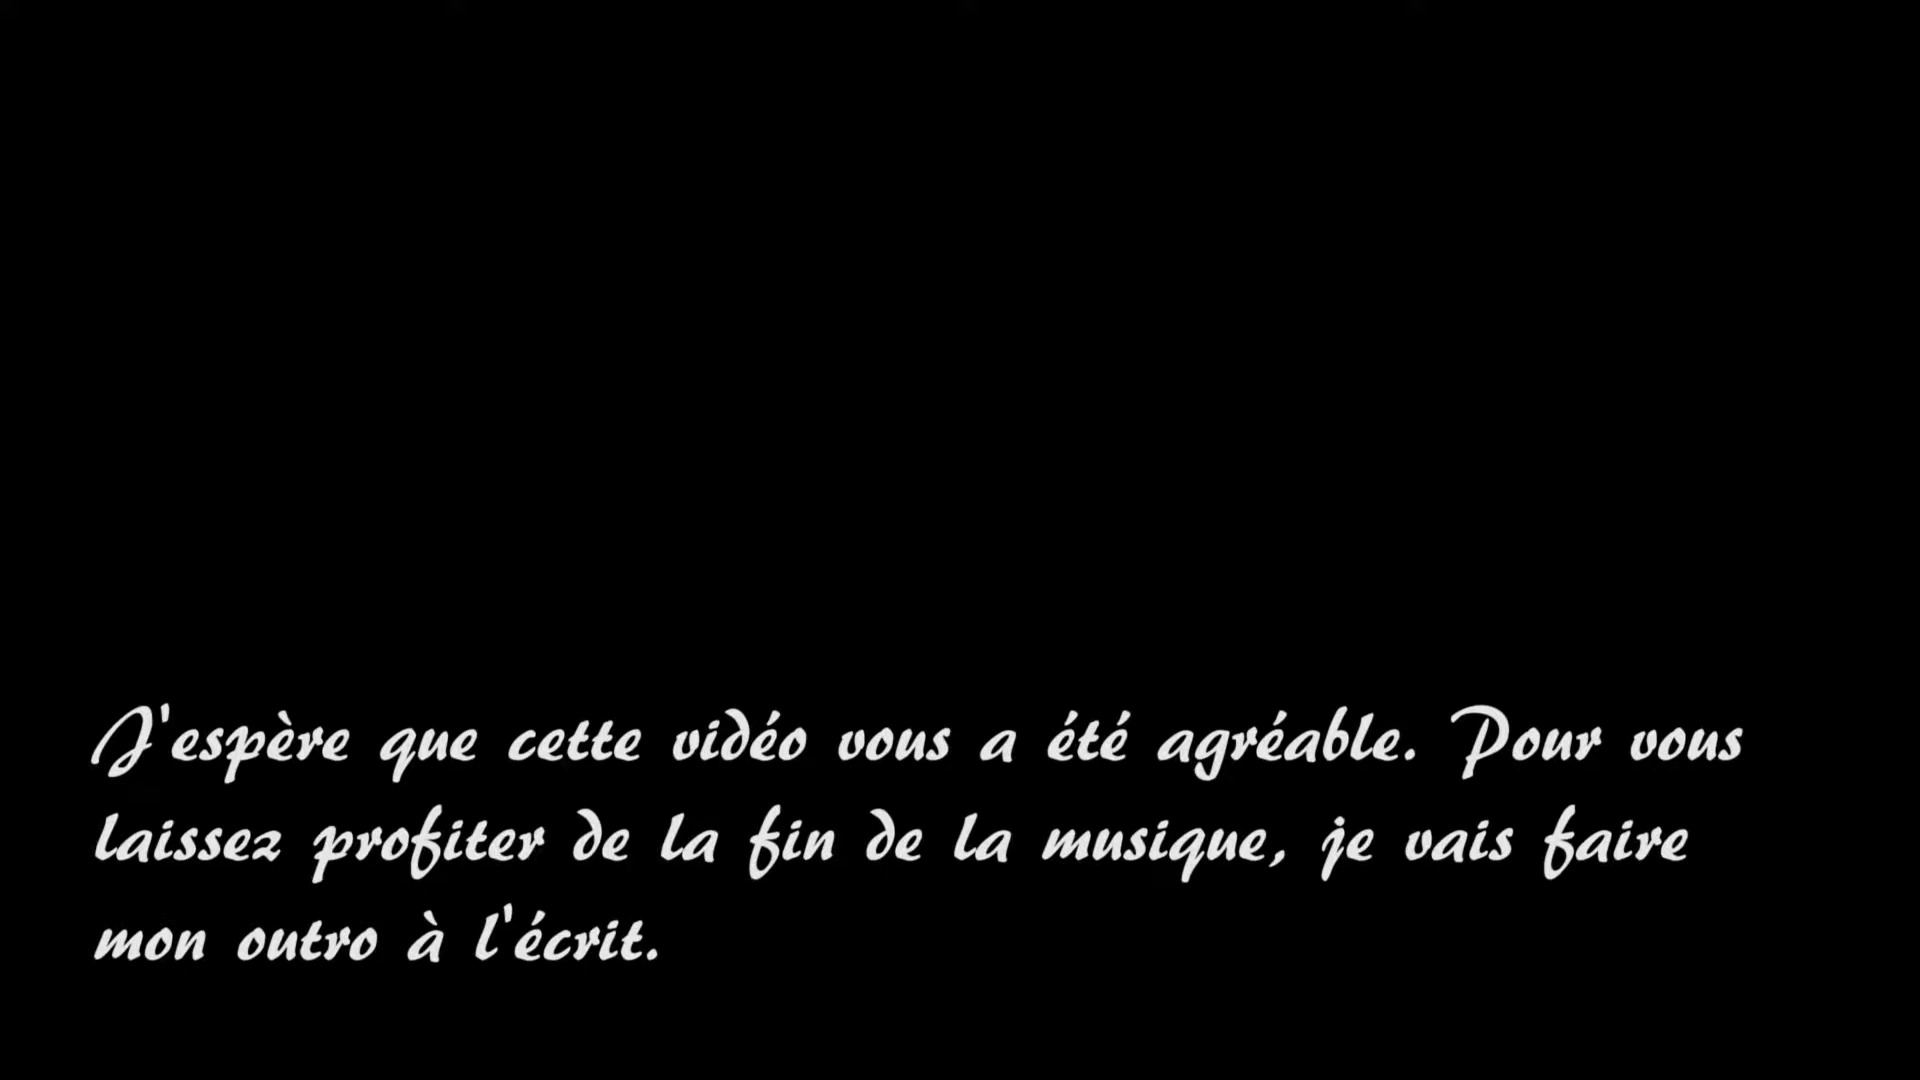 J'espère que cette vidéo vous a été agréable. Pour vous
laissez profiter de la fin de la musique, je vais faire
mon outro à l'écrit.